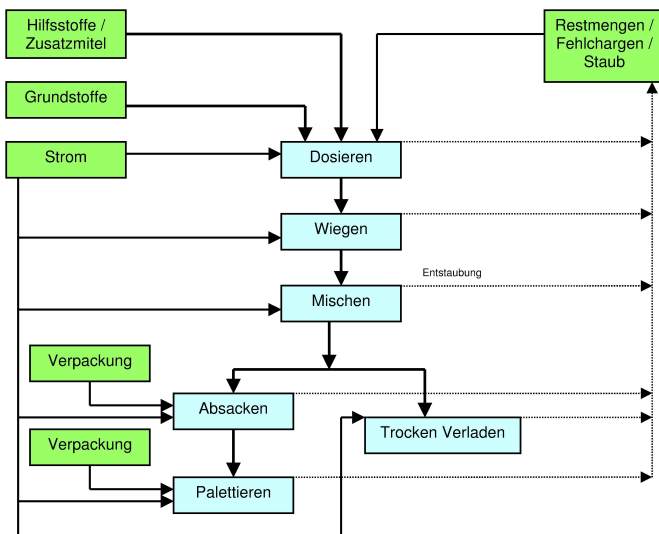 Hilfsstoffe /
Zusatzmitel
Restmengen /
Fehlchargen /
Staub
Grundstoffe
Strom
Dosieren
Wiegen
Entstaubung
Mischen
Verpackung
Absacken
Trocken Verladen
Verpackung
Palettieren